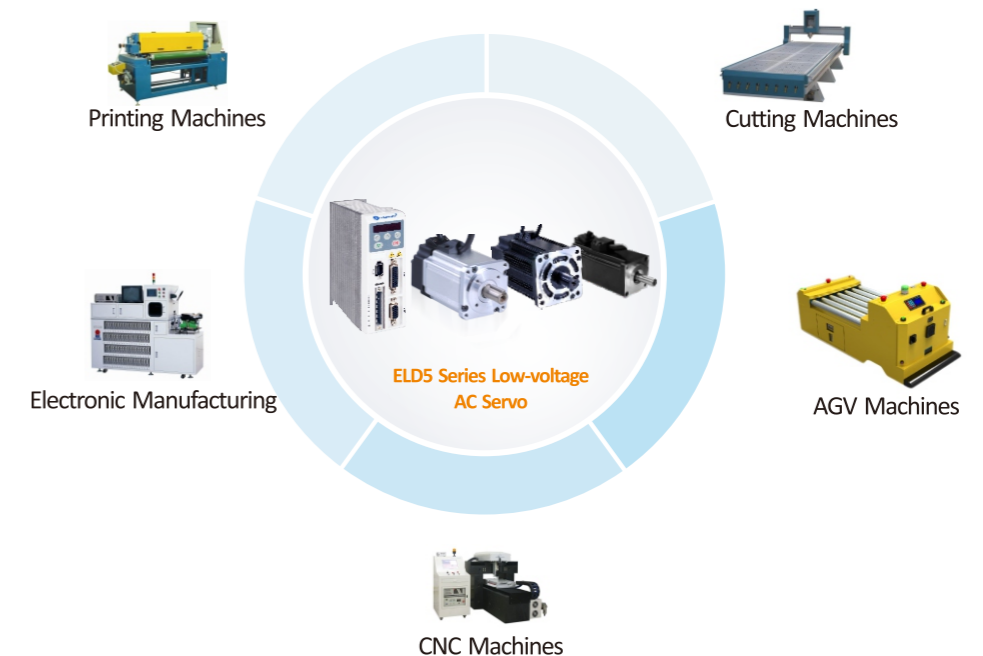 Printing Machines
Cutting Machines
Electronic Manufacturing
ELD5 Series Low-voltage
AC Servo
AGV Machines
CNC Machines